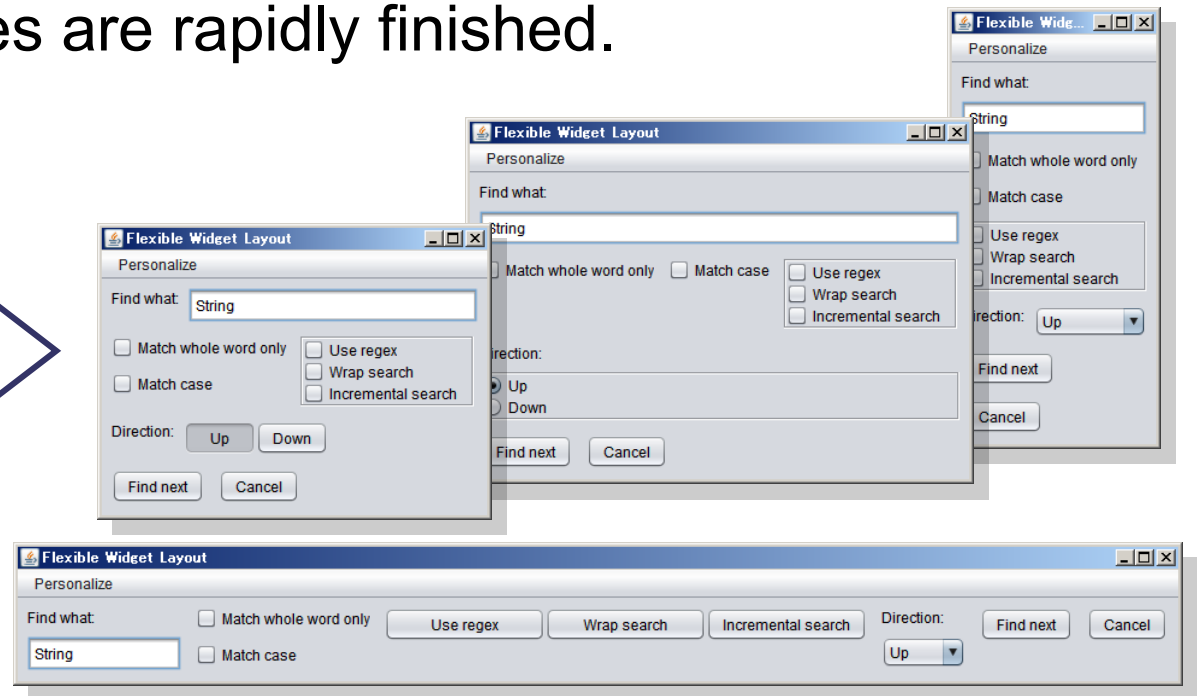 es are rapidly finished.
Flexible Widg...
Personalize
Find what:
String
Match whole word only
Match case
Use regex
Wrap search
Incremental search
irection: Up
Find next
Cancel
Flexible Widget Layout
Personalize
Find what:
String
Match whole word only Match case Use regex
Wrap search
Incremental search
irection:
Up
Down
Find next Cancel
Flexible Widget Layout
Personalize
Find what: String
Match whole word only Use regex
Wrap search
Match case Incremental search
Direction: Up Down
Find next Cancel
Flexible Widget Layout
Personalize
Find what: Match whole word only Use regex Wrap search Incremental search Direction: Find next Cancel
String Match case Up